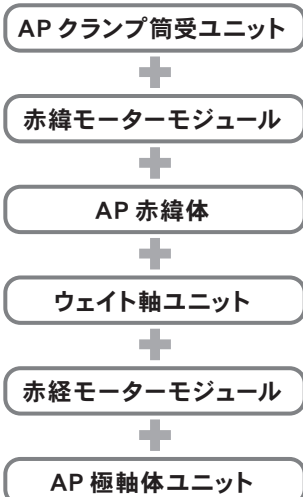 AP クランプ筒受ユニット
+
赤緯モーターモジュール
+
AP 赤緯体
+
ウェイト軸ユニット
+
赤経モーターモジュール
+
AP 極軸体ユニット